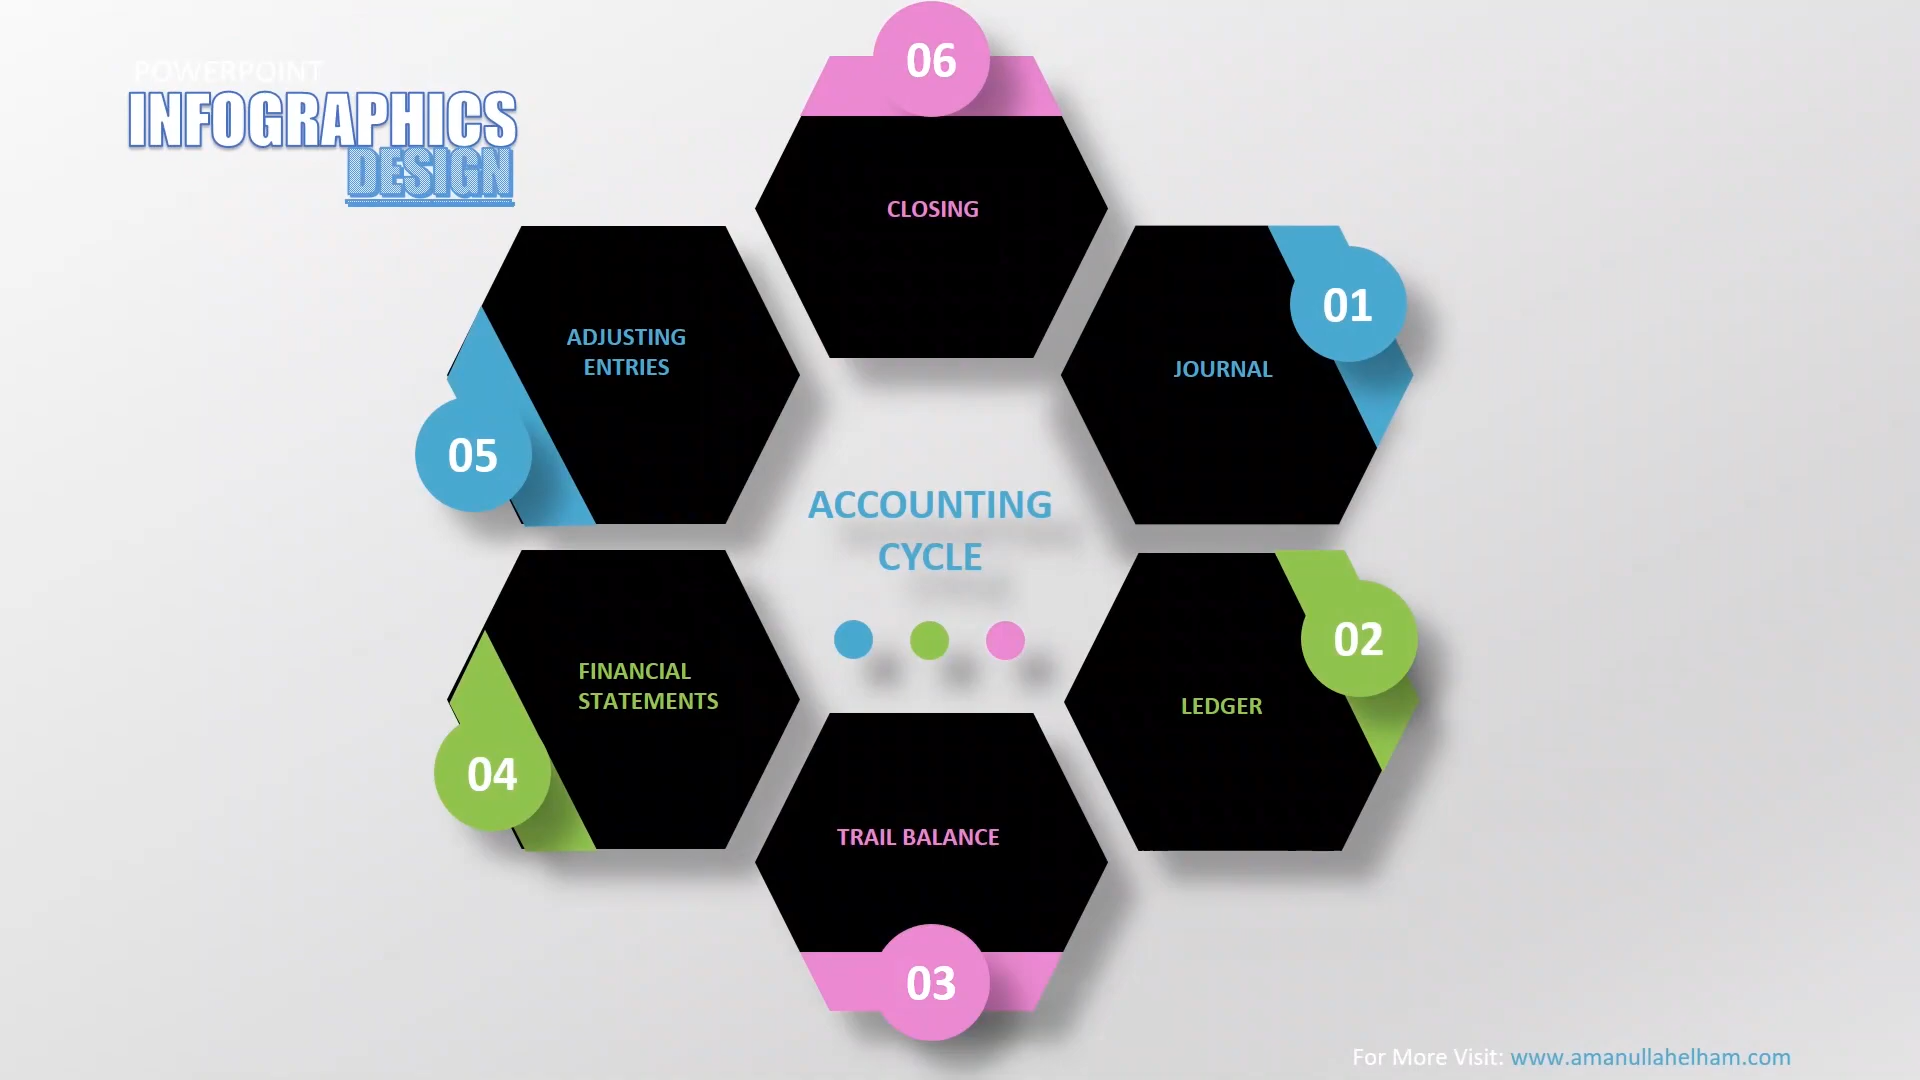 POWERPOINT
INFOGRAPHICS
DESIGN
06
CLOSING
01
JOURNAL
02
LEDGER
03
TRAIL BALANCE
04
FINANCIAL
STATEMENTS
05
ADJUSTING
ENTRIES
ACCOUNTING
CYCLE
For More Visit: www.amanullahelham.com